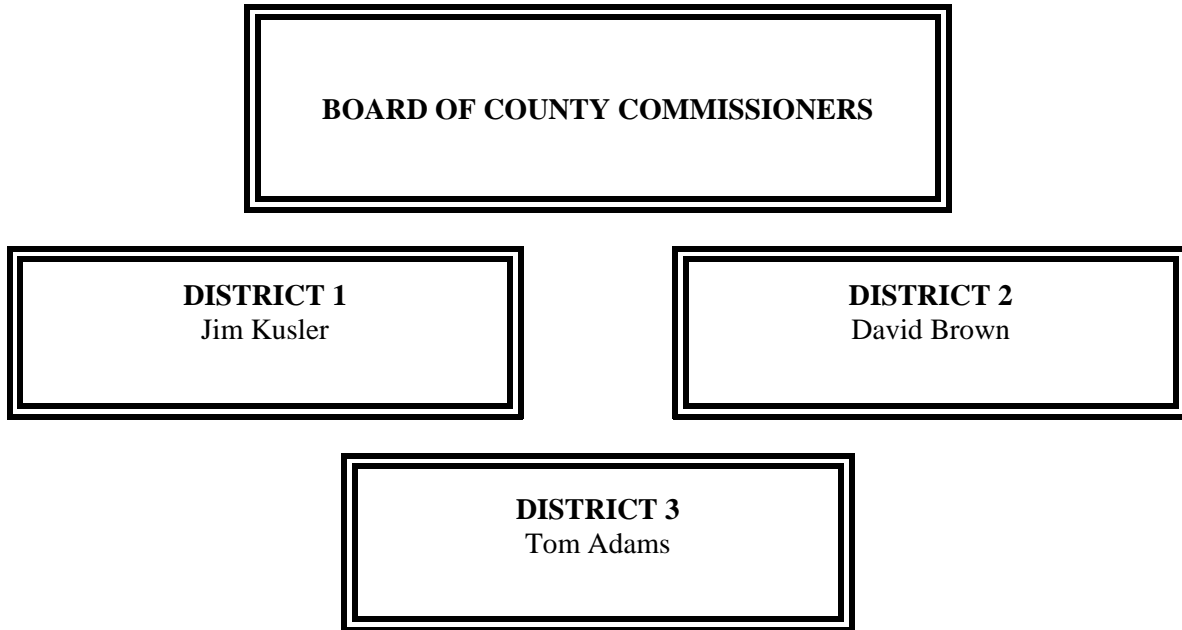 BOARD OF COUNTY COMMISSIONERS
DISTRICT 1
Jim Kusler
DISTRICT 2
David Brown
DISTRICT 3
Tom Adams